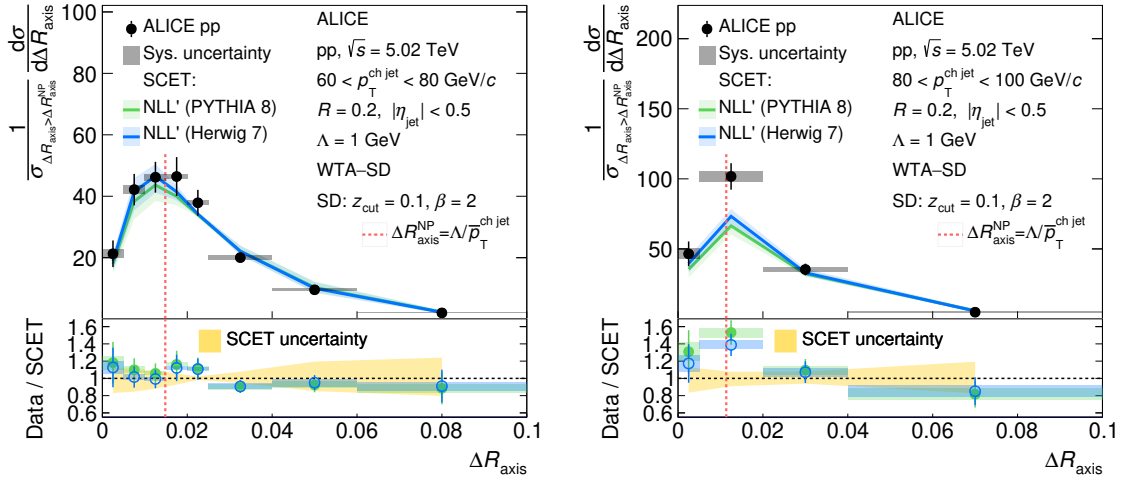 1 dσ
σ ΔR_axis>ΔR_axis^NP dΔR_axis
100
80
60
40
20
ALICE pp
Sys. uncertainty
SCET:
NLL' (PYTHIA 8)
NLL' (Herwig 7)
ALICE
pp, √s = 5.02 TeV
60 < p_T^ch jet < 80 GeV/c
R = 0.2, |η_jet| < 0.5
Λ = 1 GeV
WTA–SD
SD: z_cut = 0.1, β = 2
ΔR_axis^NP=Λ/p̅_T^ch jet
Data / SCET
1.6
1.4
1.2
1
0.8
0.6
SCET uncertainty
0 0.02 0.04 0.06 0.08 0.1
ΔR_axis
1 dσ
σ ΔR_axis>ΔR_axis^NP dΔR_axis
200
150
100
50
ALICE pp
Sys. uncertainty
SCET:
NLL' (PYTHIA 8)
NLL' (Herwig 7)
ALICE
pp, √s = 5.02 TeV
80 < p_T^ch jet < 100 GeV/c
R = 0.2, |η_jet| < 0.5
Λ = 1 GeV
WTA–SD
SD: z_cut = 0.1, β = 2
ΔR_axis^NP=Λ/p̅_T^ch jet
Data / SCET
1.6
1.4
1.2
1
0.8
0.6
SCET uncertainty
0 0.02 0.04 0.06 0.08 0.1
ΔR_axis